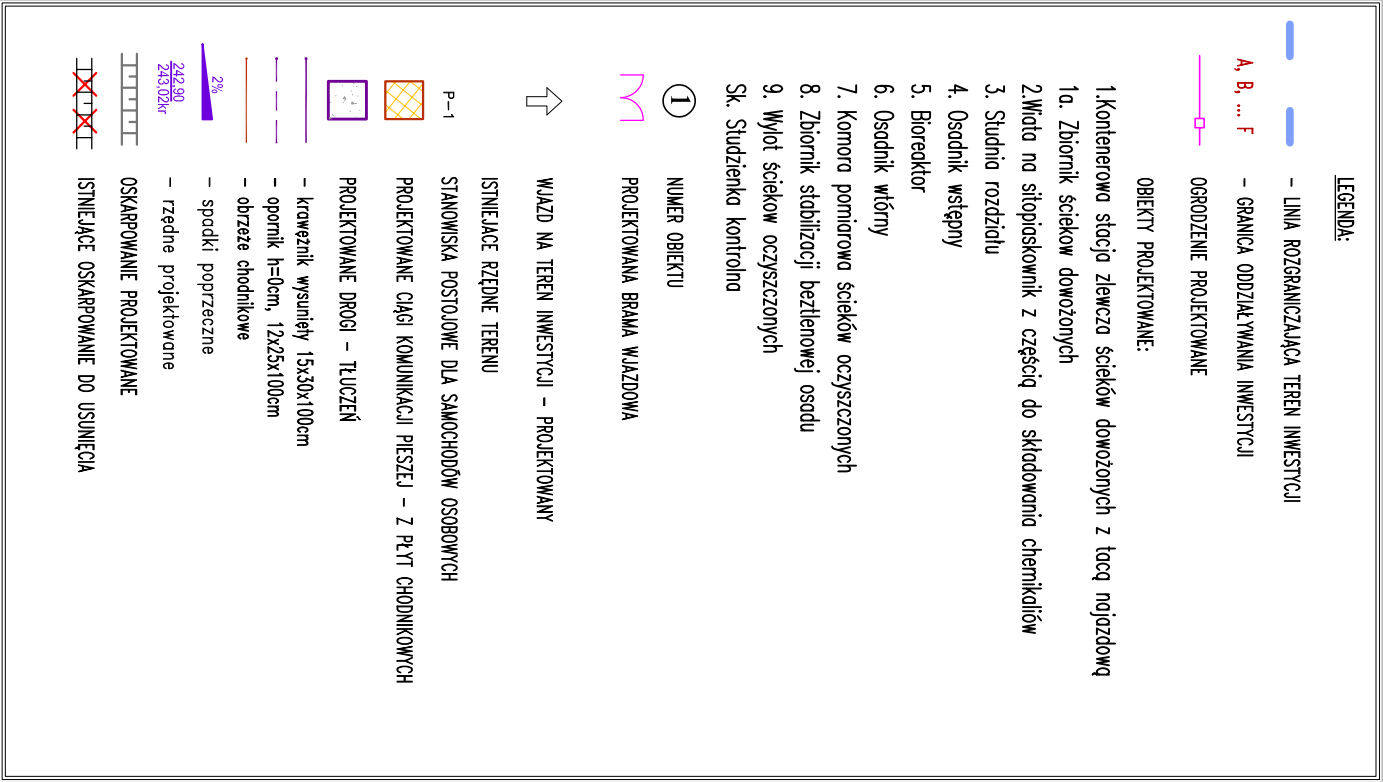 LEGENDA:
– LINIA ROZGRANICZAJĄCA TEREN INWESTYCJI
A, B, ... F – GRANICA ODDZIAŁYWANIA INWESTYCJI
OGRODZENIE PROJEKTOWANE
OBIEKTY PROJEKTOWANE:
1.Kontenerowa stacja zlewcza ścieków dowożonych z tacą najazdową
1a. Zbiornik ściekow dowożonych
2.Wiata na sitopiaskownik z częścią do składowania chemikaliów
3. Studnia rozdziału
4. Osadnik wstępny
5. Bioreaktor
6. Osadnik wtórny
7. Komora pomiarowa ścieków oczyszczonych
8. Zbiornik stabilizacji beztlenowej osadu
9. Wylot ściekow oczyszczonych
Sk. Studzienka kontrolna
1 NUMER OBIEKTU
PROJEKTOWANA BRAMA WJAZDOWA
WJAZD NA TEREN INWESTYCJI – PROJEKTOWANY
ISTNIEJACE RZĘDNE TERENU
P–1 STANOWISKA POSTOJOWE DLA SAMOCHODÓW OSOBOWYCH
PROJEKTOWANE CIĄGI KOMUNIKACJI PIESZEJ – Z PŁYT CHODNIKOWYCH
PROJEKTOWANE DROGI – TŁUCZEŃ
– krawężnik wysunięty 15x30x100cm
– opornik h=0cm, 12x25x100cm
– obrzeże chodnikowe
2% – spadki poprzeczne
242,90
243,02kr – rzędne projektowane
OSKARPOWANIE PROJEKTOWANE
ISTNIEJĄCE OSKARPOWANIE DO USUNIĘCIA